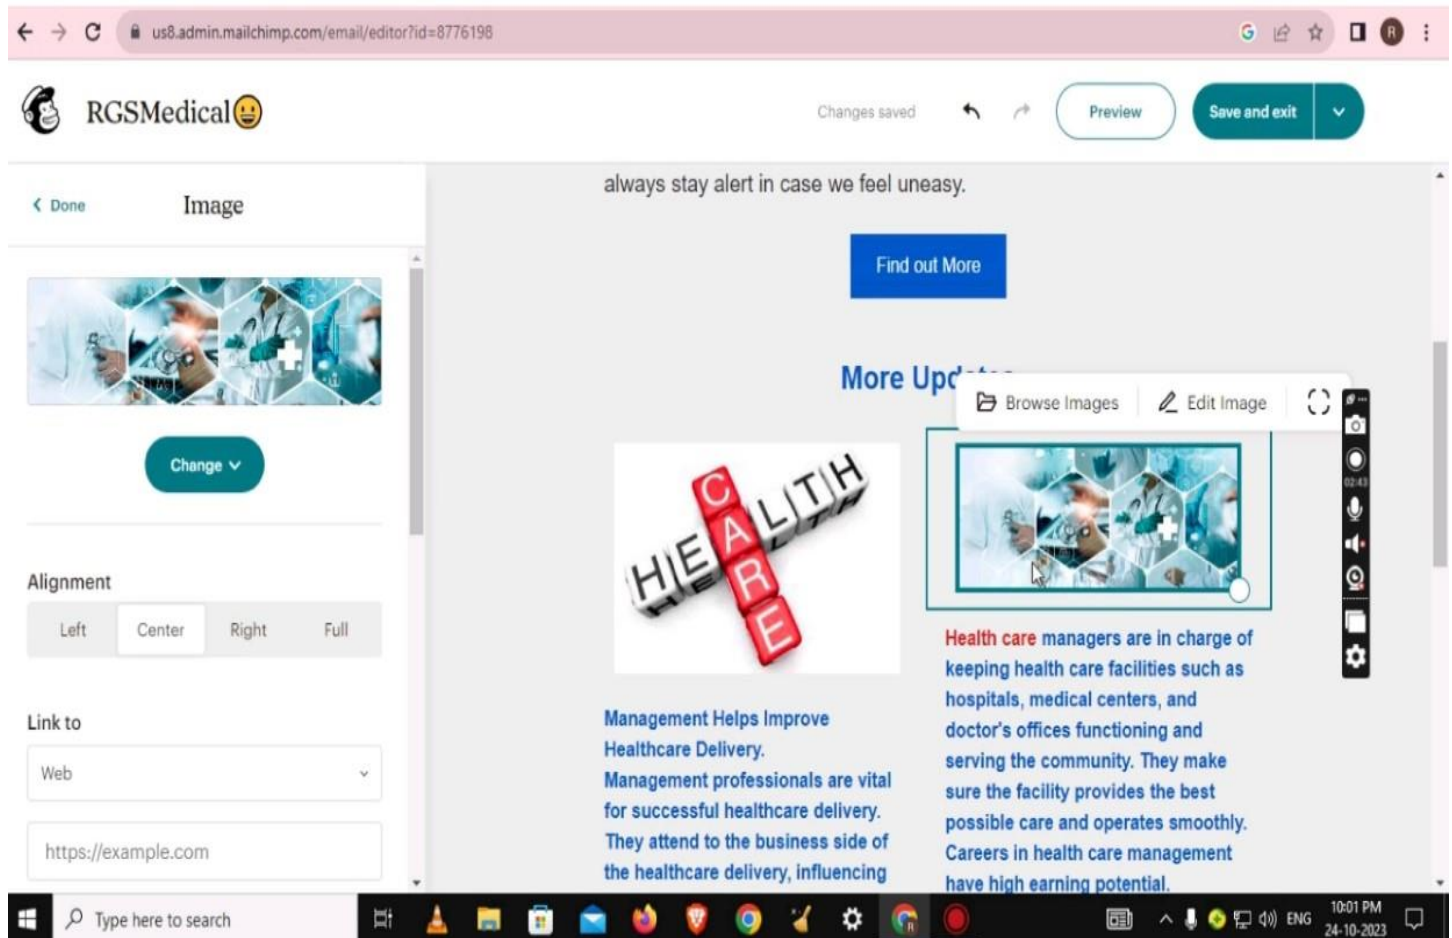 us8.admin.mailchimp.com/email/editor?id=8776198
G
R
RGSMedical
Changes saved
Preview
Save and exit
Done
Image
Change
Alignment
Left Center Right Full
Link to
Web
https://example.com
always stay alert in case we feel uneasy.
Find out More
More Updates
Browse Images
Edit Image
02:43
HEALTH
CARE
Management Helps Improve
Healthcare Delivery.
Management professionals are vital
for successful healthcare delivery.
They attend to the business side of
the healthcare delivery, influencing
Health care managers are in charge of
keeping health care facilities such as
hospitals, medical centers, and
doctor's offices functioning and
serving the community. They make
sure the facility provides the best
possible care and operates smoothly.
Careers in health care management
have high earning potential.
Type here to search
ENG
10:01 PM
24-10-2023